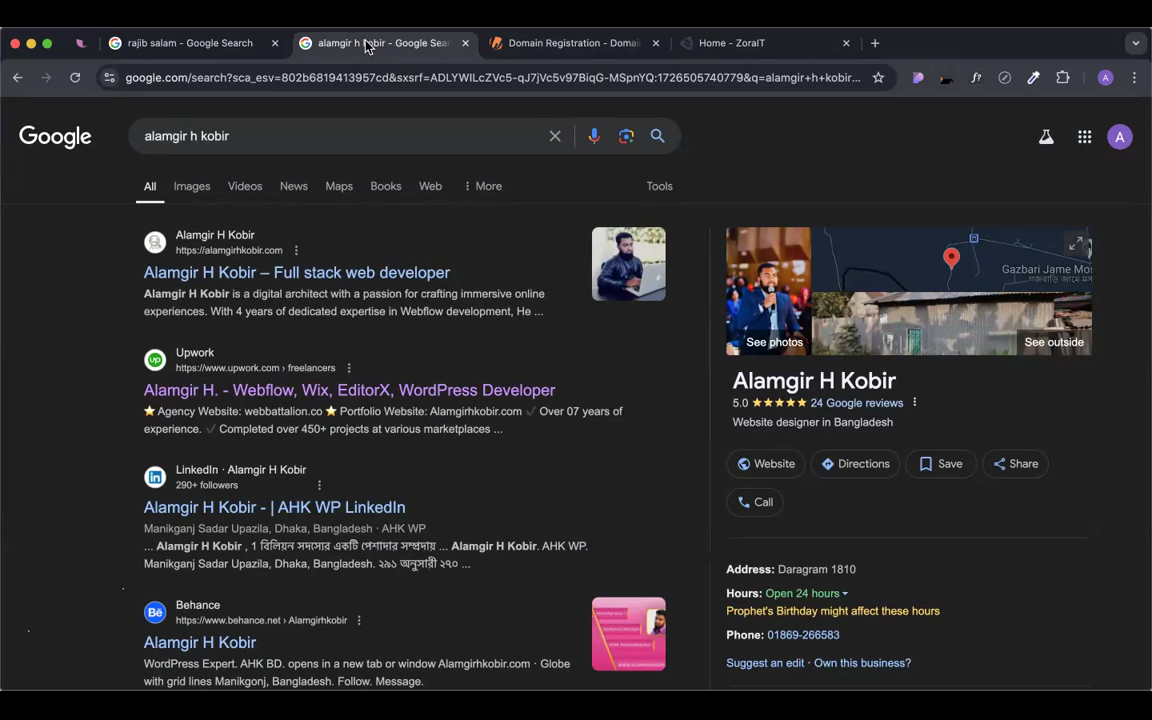 rajib salam - Google Search
alamgir h kobir - Google Sear
Domain Registration - Domai
Home - ZoralT
google.com/search?sca_esv=802b6819413957cd&sxsrf=ADLYWILcZVc5-qJ7jVc5v97BiqG-MSpnYQ:1726505740779&q=alamgir+h+kobir...
f?
A
Google
alamgir h kobir
A
All
Images
Videos
News
Maps
Books
Web
More
Tools
Alamgir H Kobir
https://alamgirhkobir.com
Alamgir H Kobir – Full stack web developer
Alamgir H Kobir is a digital architect with a passion for crafting immersive online
experiences. With 4 years of dedicated expertise in Webflow development, He ...
up
Upwork
https://www.upwork.com › freelancers
Alamgir H. - Webflow, Wix, EditorX, WordPress Developer
⭐ Agency Website: webbattalion.co ⭐ Portfolio Website: Alamgirhkobir.com ✓ Over 07 years of
experience. ✓ Completed over 450+ projects at various marketplaces ...
in
LinkedIn · Alamgir H Kobir
290+ followers
Alamgir H Kobir - | AHK WP LinkedIn
Manikganj Sadar Upazila, Dhaka, Bangladesh · AHK WP
... Alamgir H Kobir , 1 বিলিয়ন সদস্যের একটি পেশাদার সম্প্রদায় ... Alamgir H Kobir. AHK WP.
Manikganj Sadar Upazila, Dhaka, Bangladesh. ২৯১ অনুসারী ২৭০ ...
Bē
Behance
https://www.behance.net › Alamgirhkobir
Alamgir H Kobir
WordPress Expert. AHK BD. opens in a new tab or window Alamgirhkobir.com · Globe
with grid lines Manikgonj, Bangladesh. Follow. Message.
Gazbari Jame Mos
গজবাড়ি জামে মস
See photos
See outside
Alamgir H Kobir
5.0 ★★★★★ 24 Google reviews
Website designer in Bangladesh
Website
Directions
Save
Share
Call
Address: Daragram 1810
Hours: Open 24 hours
Prophet's Birthday might affect these hours
Phone: 01869-266583
Suggest an edit · Own this business?